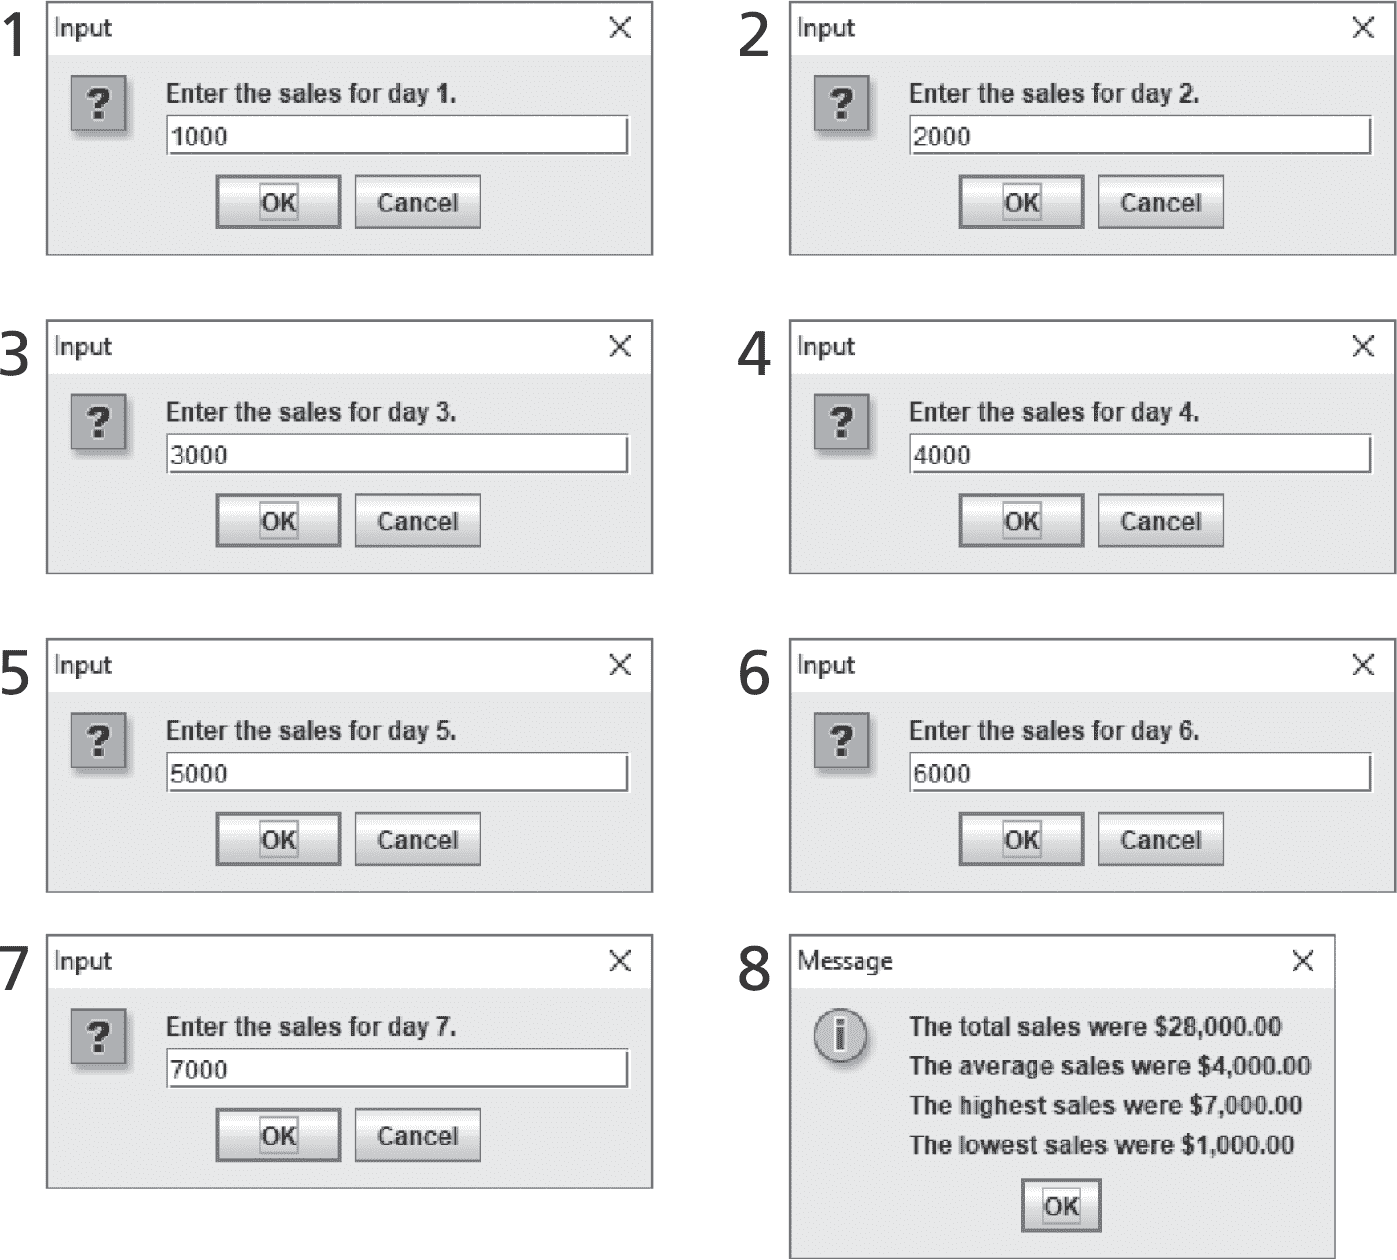 1
Input
Enter the sales for day 1.
1000
OK Cancel
2
Input
Enter the sales for day 2.
2000
OK Cancel
3
Input
Enter the sales for day 3.
3000
OK Cancel
4
Input
Enter the sales for day 4.
4000
OK Cancel
5
Input
Enter the sales for day 5.
5000
OK Cancel
6
Input
Enter the sales for day 6.
6000
OK Cancel
7
Input
Enter the sales for day 7.
7000
OK Cancel
8
Message
The total sales were $28,000.00
The average sales were $4,000.00
The highest sales were $7,000.00
The lowest sales were $1,000.00
OK